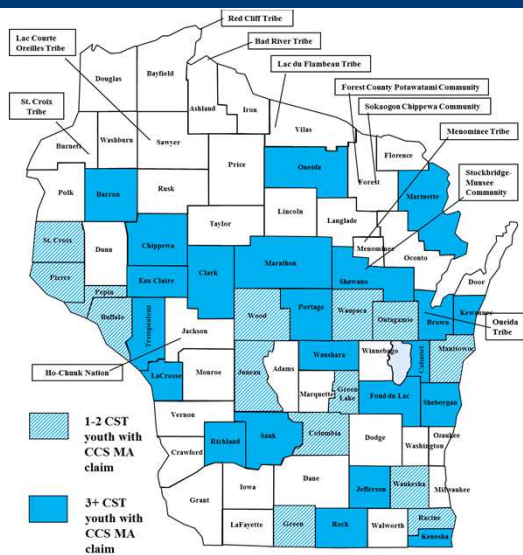 Red Cliff Tribe
Lac Courte
Oreilles Tribe
Bad River Tribe
Lac du Flambeau Tribe
Forest County Potawatami Community
Sokaogon Chippewa Community
St. Croix
Tribe
Menominee Tribe
Stockbridge-
Munsee
Community
Douglas
Bayfield
Ashland
Iron
Vilas
Florence
Burnett
Washburn
Sawyer
Price
Oneida
Forest
Marinette
Polk
Barron
Rusk
Lincoln
Langlade
Taylor
Oconto
Menominee
St. Croix
Dunn
Chippewa
Marathon
Shawano
Door
Pierce
Eau Claire
Clark
Pepin
Buffalo
Trempealeau
Jackson
Wood
Portage
Waupaca
Outagamie
Brown
Kewaunee
Oneida
Tribe
Ho-Chunk Nation
LaCrosse
Monroe
Juneau
Adams
Waushara
Winnebago
Calumet
Manitowoc
Marquette
Green
Lake
Fond du Lac
Sheboygan
Vernon
1-2 CST
youth with
CCS MA
claim
Crawford
Richland
Sauk
Columbia
Dodge
Washington
Ozaukee
3+ CST
youth with
CCS MA
claim
Grant
Iowa
Dane
Jefferson
Waukesha
Milwaukee
LaFayette
Green
Rock
Walworth
Racine
Kenosha